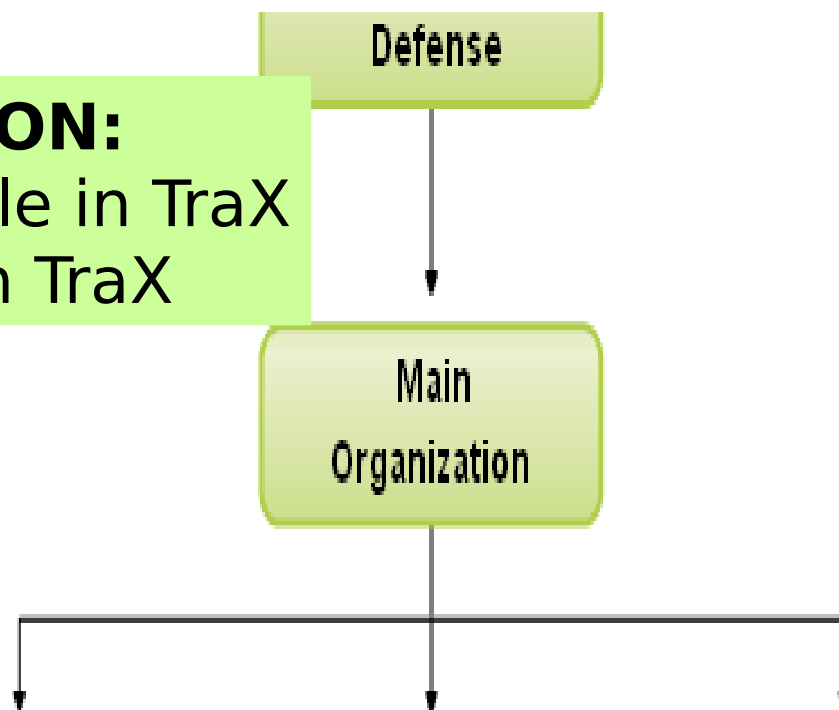 Defense
ON:
le in TraX
TraX
Main
Organization